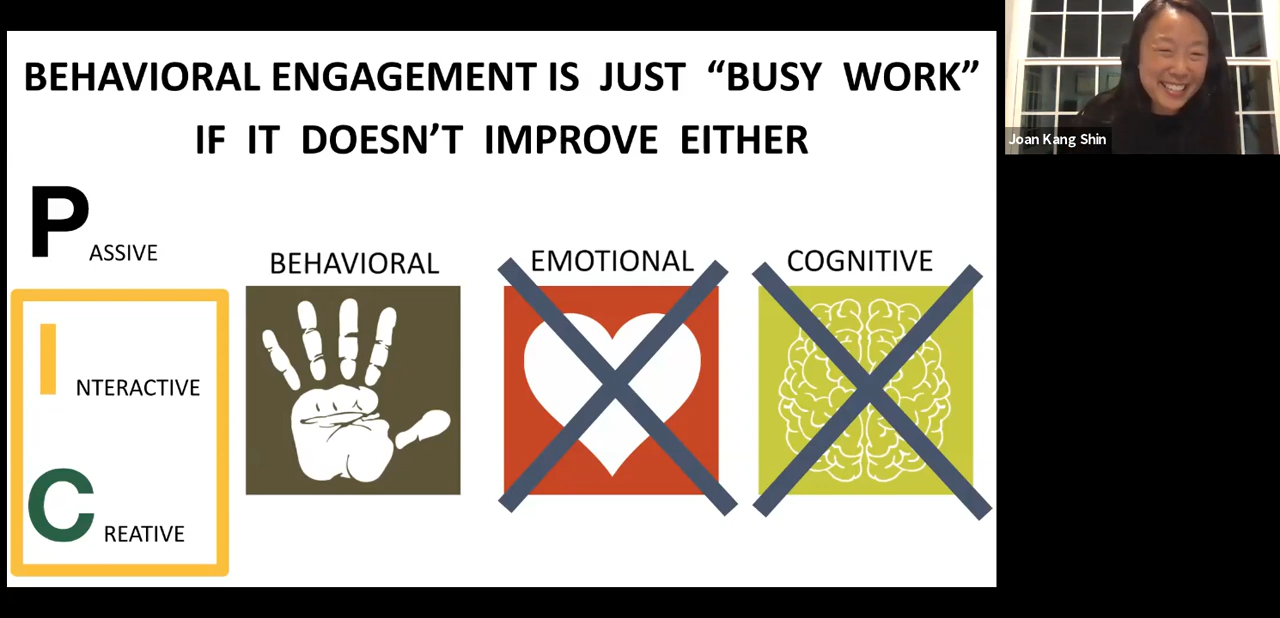 BEHAVIORAL ENGAGEMENT IS JUST “BUSY WORK”
IF IT DOESN’T IMPROVE EITHER
PASSIVE
INTERACTIVE
CREATIVE
BEHAVIORAL
EMOTIONAL
COGNITIVE
Joan Kang Shin